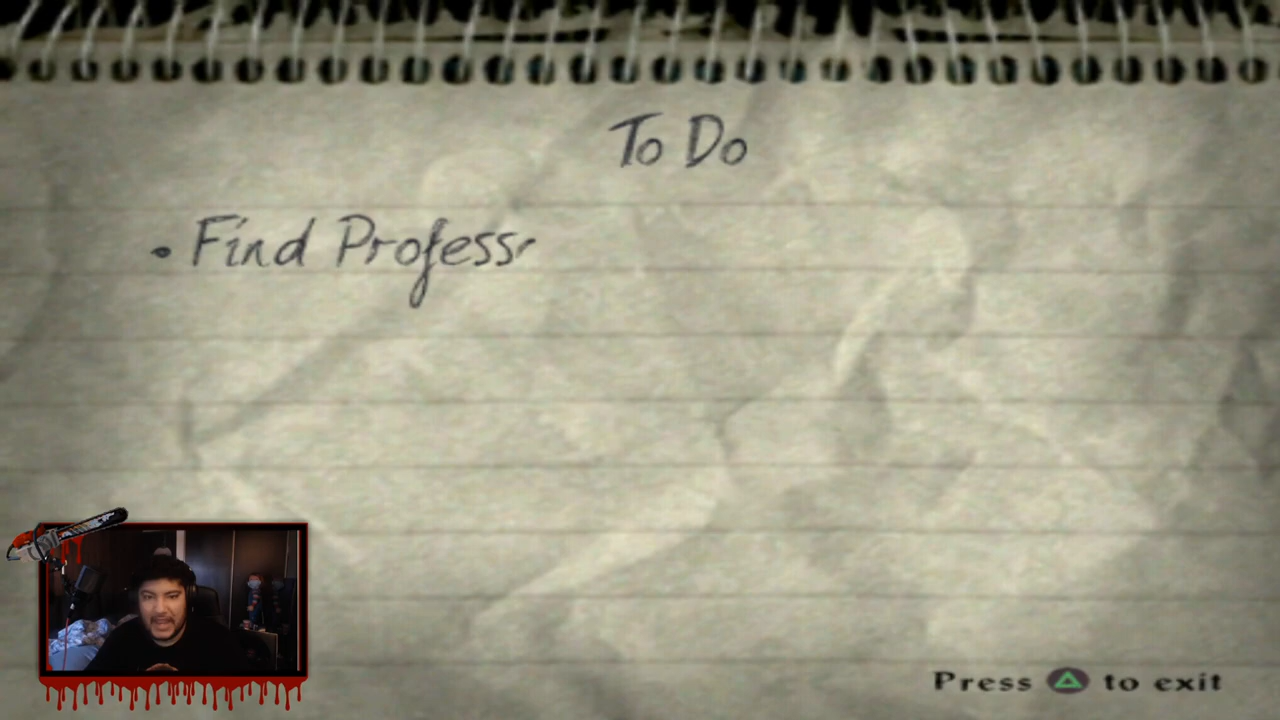 To Do
• Find Profess
Press to exit